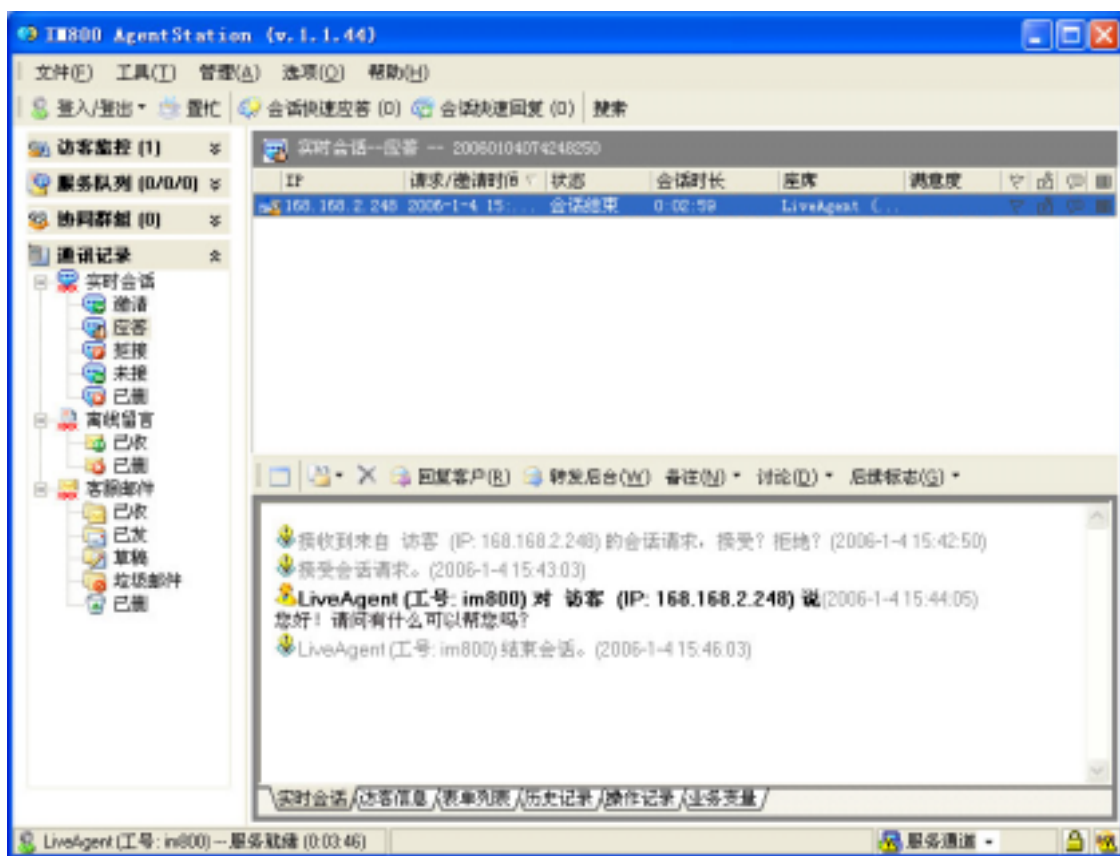 IM800 AgentStation (v.1.1.44)
文件(F) 工具(T) 管理(A) 选项(O) 帮助(H)
登入/登出 置忙 会话快速应答 (0) 会话快速回复 (0) 搜索
访客监控 (1)
服务队列 (0/0/0)
协同群组 (0)
通讯记录
实时会话
邀请
应答
拒接
未接
已删
离线留言
已收
已删
客服邮件
已收
已发
草稿
垃圾邮件
已删
实时会话--应答 -- 20060104074248250
IP 请求/邀请时间 状态 会话时长 座席 满意度
168.168.2.248 2006-1-4 15:... 会话结束 0:02:59 LiveAgent (...
回复客户(R) 转发后台(W) 备注(N) 讨论(D) 后续标志(G)
接收到来自 访客 (IP: 168.168.2.248) 的会话请求，接受？拒绝？ (2006-1-4 15:42:50)
接受会话请求。(2006-1-4 15:43:03)
LiveAgent (工号: im800) 对 访客 (IP: 168.168.2.248) 说(2006-1-4 15:44:05)
您好！请问有什么可以帮您吗？
LiveAgent (工号: im800) 结束会话。(2006-1-4 15:46:03)
实时会话 访客信息 表单列表 历史记录 操作记录 业务变量
LiveAgent (工号: im800) -- 服务就绪 (0:03:46) 服务通道